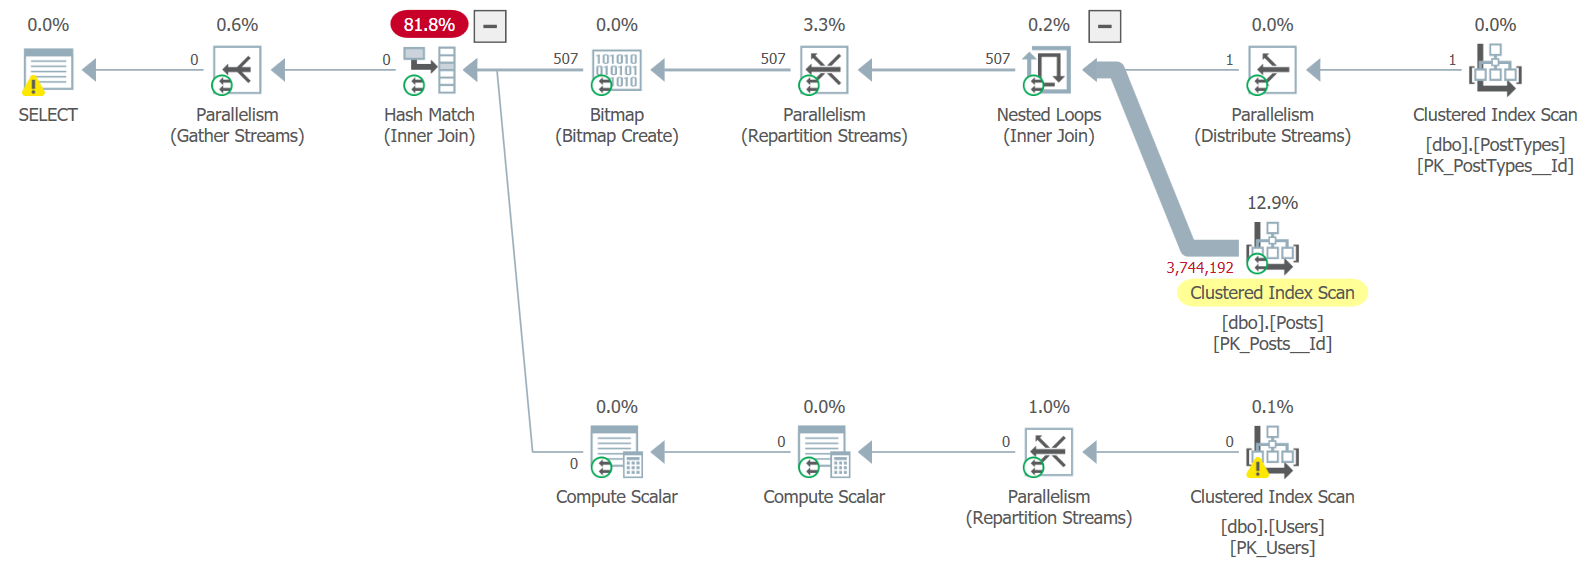 0.0%
0.6%
81.8%
0.0%
3.3%
0.2%
0.0%
0.0%
0
0
507
507
507
1
1
SELECT
Parallelism
(Gather Streams)
Hash Match
(Inner Join)
Bitmap
(Bitmap Create)
Parallelism
(Repartition Streams)
Nested Loops
(Inner Join)
Parallelism
(Distribute Streams)
Clustered Index Scan
[dbo].[PostTypes]
[PK_PostTypes__Id]
12.9%
3,744,192
Clustered Index Scan
[dbo].[Posts]
[PK_Posts__Id]
0.0%
0.0%
1.0%
0.1%
0
0
0
0
Compute Scalar
Compute Scalar
Parallelism
(Repartition Streams)
Clustered Index Scan
[dbo].[Users]
[PK_Users]